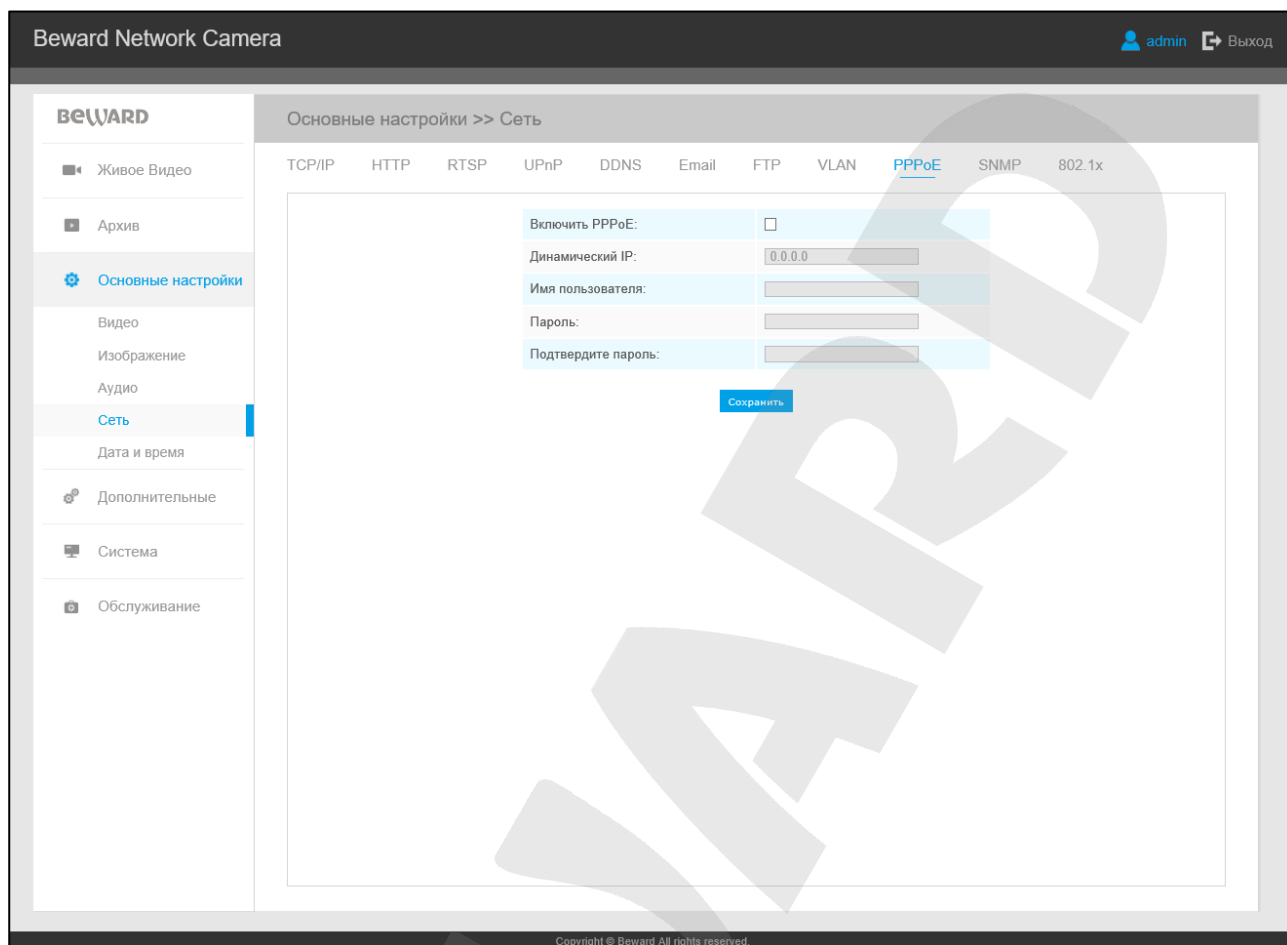 Beward Network Camera
admin Выход
BEWARD
Основные настройки >> Сеть
Живое Видео
Архив
Основные настройки
Видео
Изображение
Аудио
Сеть
Дата и время
Дополнительные
Система
Обслуживание
TCP/IP HTTP RTSP UPnP DDNS Email FTP VLAN PPPoE SNMP 802.1x
Включить PPPoE:
Динамический IP: 0.0.0.0
Имя пользователя:
Пароль:
Подтвердите пароль:
Сохранить
WARD
Copyright © Beward All rights reserved.